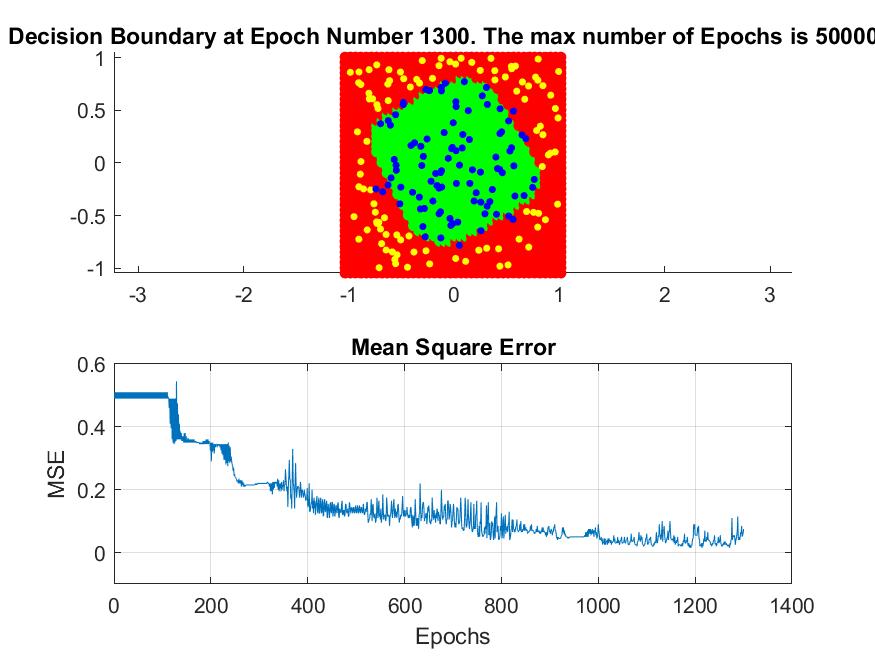 Decision Boundary at Epoch Number 1300. The max number of Epochs is 50000
1
0.5
0
-0.5
-1
-3 -2 -1 0 1 2 3
Mean Square Error
0.6
0.4
0.2
0
MSE
0 200 400 600 800 1000 1200 1400
Epochs